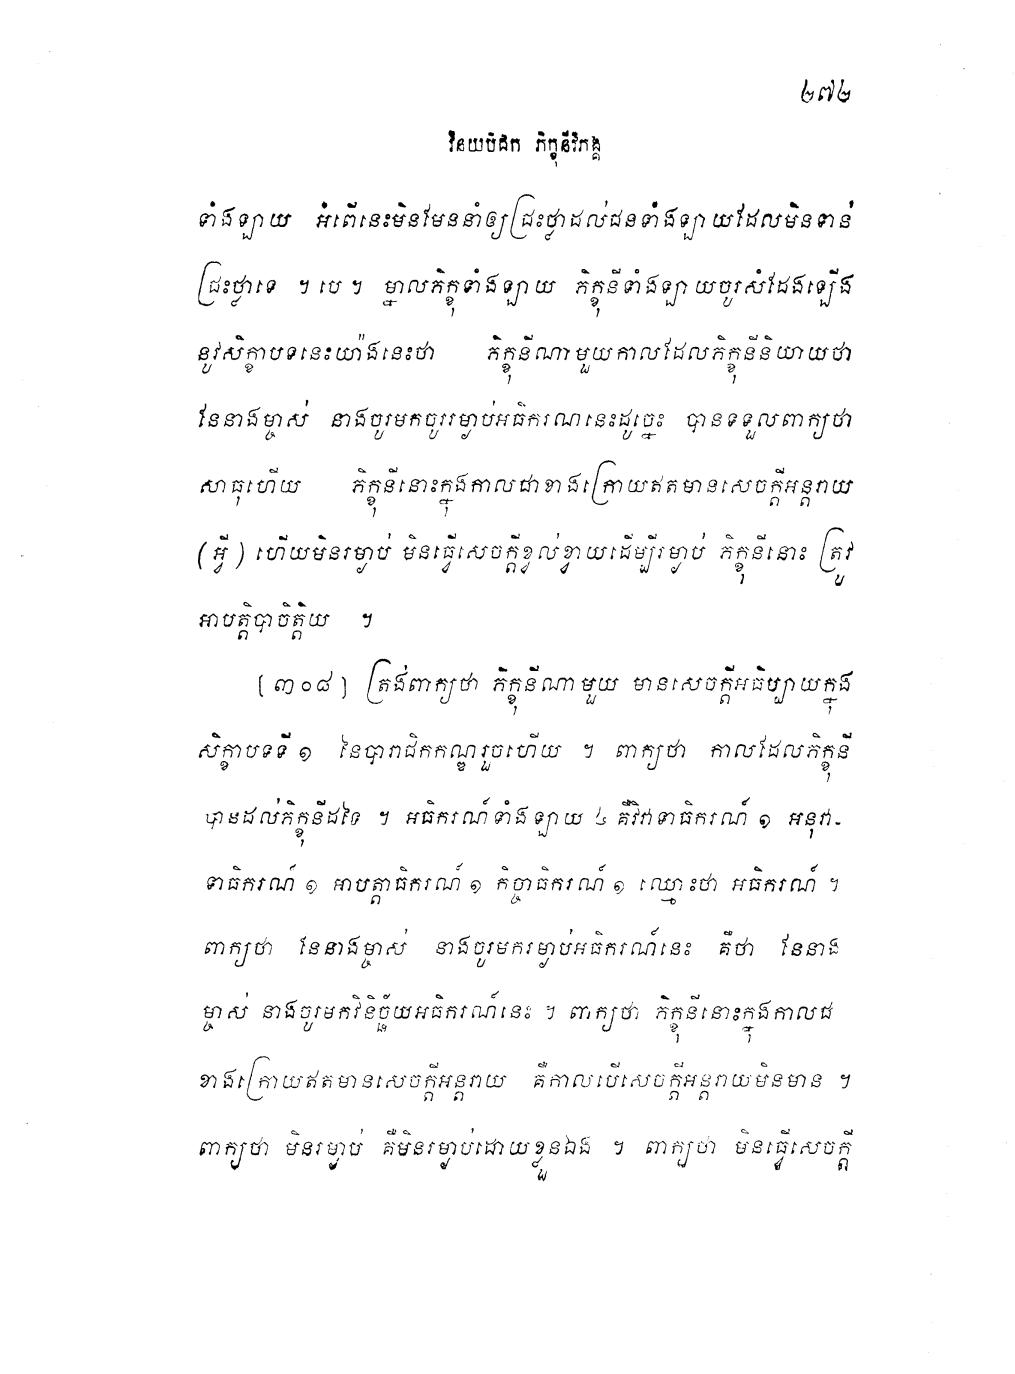 ២៧២
វិនយបិដក ភិក្ខុនីវិភង្គ
ទាំងឡាយ អំពើនេះមិនមែននាំឲ្យជ្រះថ្លាដល់ជនទាំងឡាយដែលមិនទាន់
ជ្រះថ្លាទេ ។ បេ ។ ម្នាលភិក្ខុទាំងឡាយ ភិក្ខុនីទាំងឡាយចូរសំដែងឡើង
នូវសិក្ខាបទនេះយ៉ាងនេះថា ភិក្ខុនីណាមួយកាលដែលភិក្ខុនីនិយាយថា
នែនាងម្ចាស់ នាងចូរមកចូររម្ងាប់អធិករណនេះដូច្នេះ បានទទួលពាក្យថា
សាធុហើយ ភិក្ខុនីនោះក្នុងកាលជាខាងក្រោយឥតមានសេចក្តីអន្តរាយ
(អ្វី) ហើយមិនរម្ងាប់ មិនធ្វើសេចក្តីខ្វល់ខ្វាយដើម្បីរម្ងាប់ ភិក្ខុនីនោះ ត្រូវ
អាបត្តិបាចិត្តិយ ។
[៣០៨] ត្រង់ពាក្យថា ភិក្ខុនីណាមួយ មានសេចក្តីអធិប្បាយក្នុង
សិក្ខាបទទី ១ នៃបារាជិកកណ្ឌរួចហើយ ។ ពាក្យថា កាលដែលភិក្ខុនី
បានដល់ភិក្ខុនីដទៃ ។ អធិករណ៍ទាំងឡាយ ៤ គឺវិវាទាធិករណ៍ ១ អនុវា-
ទាធិករណ៍ ១ អាបត្តាធិករណ៍ ១ កិច្ចាធិករណ៍ ១ ឈ្មោះថា អធិករណ៍ ។
ពាក្យថា នែនាងម្ចាស់ នាងចូរមករម្ងាប់អធិករណ៍នេះ គឺថា នែនាង
ម្ចាស់ នាងចូរមកវិនិច្ឆ័យអធិករណ៍នេះ ។ ពាក្យថា ភិក្ខុនីនោះក្នុងកាលជា
ខាងក្រោយឥតមានសេចក្តីអន្តរាយ គឺកាលបើសេចក្តីអន្តរាយមិនមាន ។
ពាក្យថា មិនរម្ងាប់ គឺមិនរម្ងាប់ដោយខ្លួនឯង ។ ពាក្យថា មិនធ្វើសេចក្តី